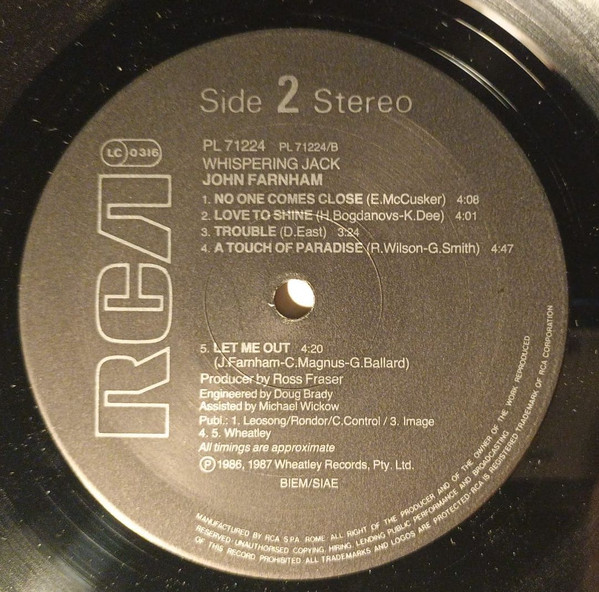 Side 2 Stereo
LC 0316
PL 71224 PL 71224/B
WHISPERING JACK
JOHN FARNHAM
1. NO ONE COMES CLOSE (E.McCusker) 4:08
2. LOVE TO SHINE (H.Bogdanovs-K.Dee) 4:01
3. TROUBLE (D.East) 3:24
4. A TOUCH OF PARADISE (R.Wilson-G.Smith) 4:47
RCA
5. LET ME OUT 4:20
(J.Farnham-C.Magnus-G.Ballard)
Producer by Ross Fraser
Engineered by Doug Brady
Assisted by Michael Wickow
Publ.: 1. Leosong/Rondor/C.Control / 3. Image
4. 5. Wheatley
All timings are approximate
Ⓟ 1986, 1987 Wheatley Records, Pty. Ltd.
BIEM/SIAE
MANUFACTURED BY RCA S.P.A. ROME. ALL RIGHT OF THE PRODUCER AND OF THE OWNER OF THE WORK REPRODUCED
RESERVED. UNAUTHORISED COPYING, HIRING, LENDING PUBLIC PERFORMANCE AND BROADCASTING
OF THIS RECORD PROHIBITED. ALL TRADEMARKS AND LOGOS ARE PROTECTED. RCA IS REGISTERED TRADEMARK OF RCA CORPORATION